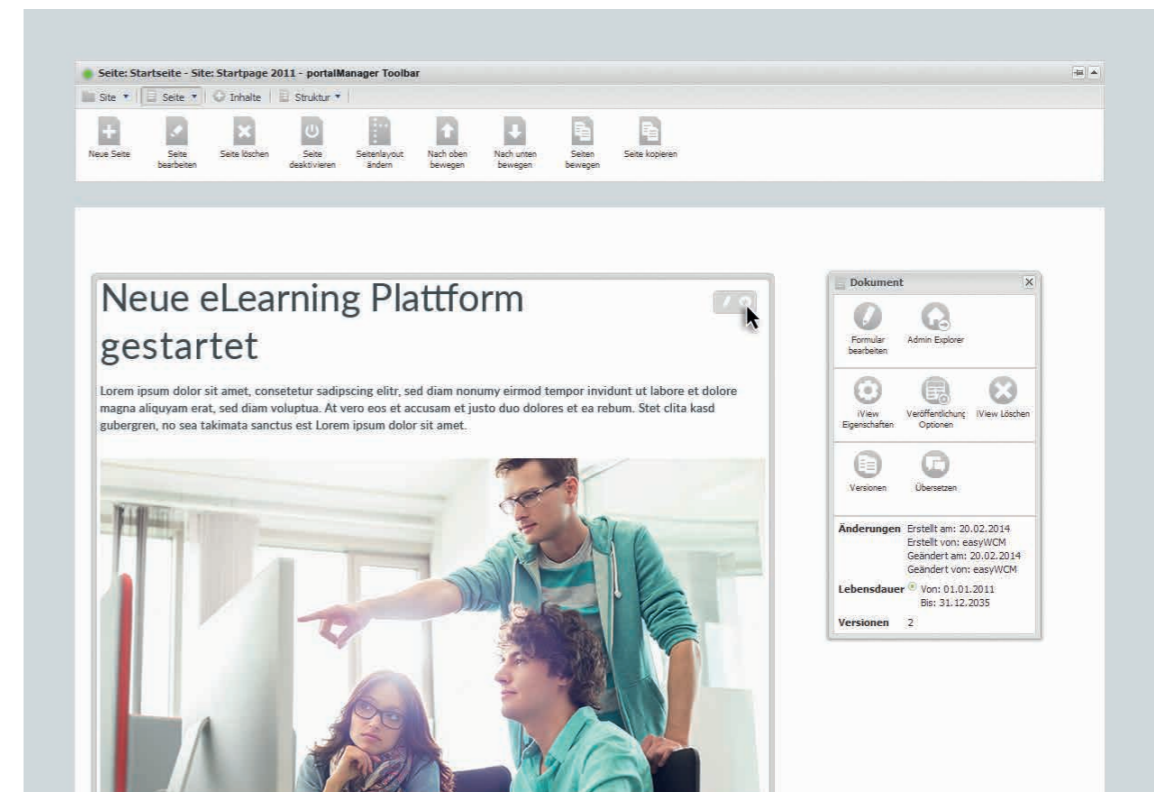 Seite: Startseite - Site: Startpage 2011 - portalManager Toolbar
Site
Seite
Inhalte
Struktur
Neue Seite
Seite
bearbeiten
Seite löschen
Seite
deaktivieren
Seitenlayout
ändern
Nach oben
bewegen
Nach unten
bewegen
Seiten
bewegen
Seite kopieren
Neue eLearning Plattform
gestartet
Lorem ipsum dolor sit amet, consetetur sadipscing elitr, sed diam nonumy eirmod tempor invidunt ut labore et dolore
magna aliquyam erat, sed diam voluptua. At vero eos et accusam et justo duo dolores et ea rebum. Stet clita kasd
gubergren, no sea takimata sanctus est Lorem ipsum dolor sit amet.
Dokument
Formular
bearbeiten
Admin Explorer
iView
Eigenschaften
Veröffentlichung
Optionen
iView Löschen
Versionen
Übersetzen
Änderungen Erstellt am: 20.02.2014
Erstellt von: easyWCM
Geändert am: 20.02.2014
Geändert von: easyWCM
Lebensdauer Von: 01.01.2011
Bis: 31.12.2035
Versionen 2